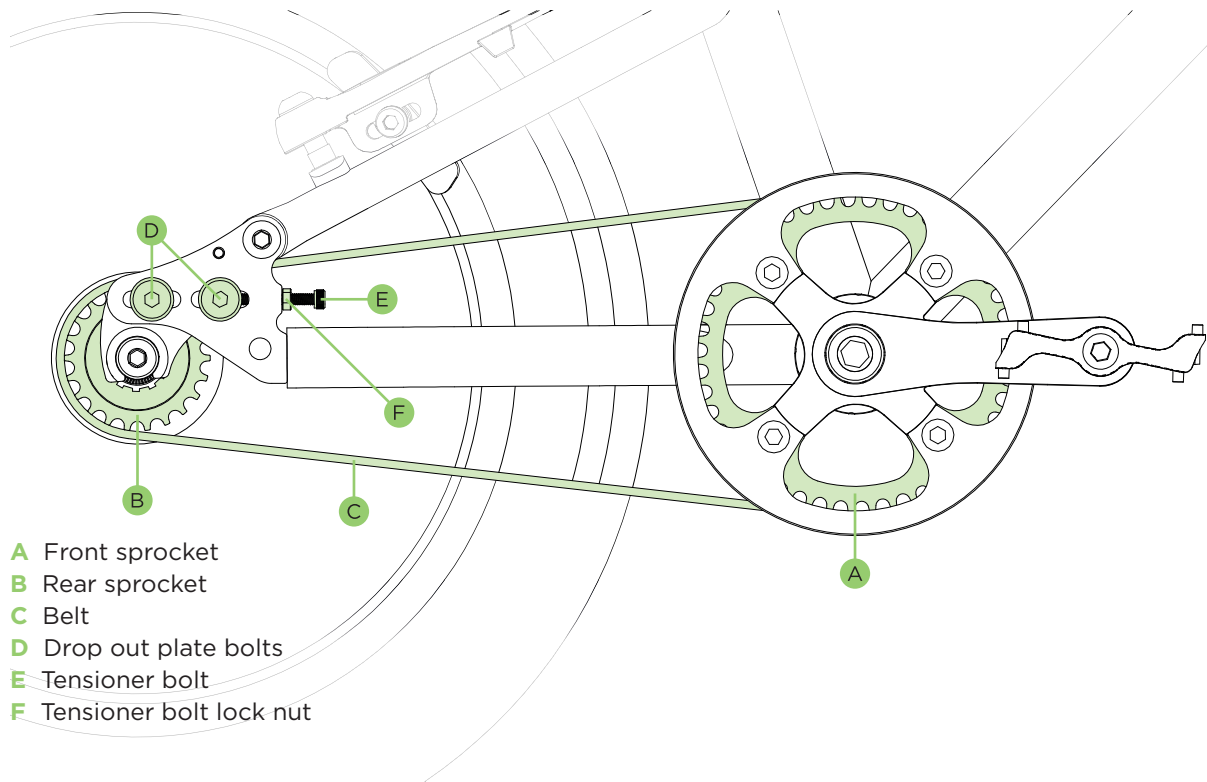 D
E
F
B
C
A
A Front sprocket
B Rear sprocket
C Belt
D Drop out plate bolts
E Tensioner bolt
F Tensioner bolt lock nut